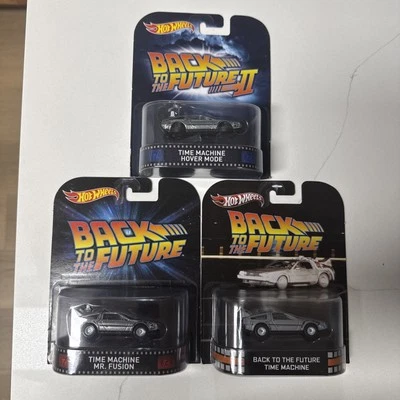 Hot Wheels
BACK
TO THE
FUTURE II
TIME MACHINE
HOVER MODE
Hot Wheels
BACK
TO THE
FUTURE
TIME MACHINE
MR. FUSION
Hot Wheels
BACK
TO THE
FUTURE
BACK TO THE FUTURE
TIME MACHINE